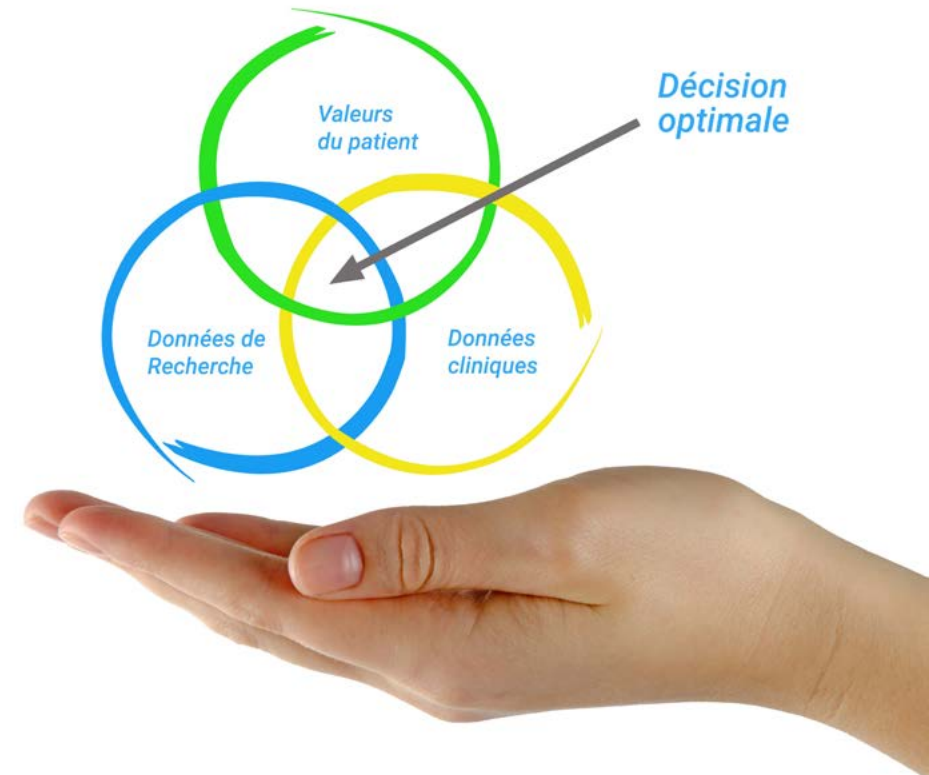 Valeurs
du patient
Décision
optimale
Données de
Recherche
Données
cliniques